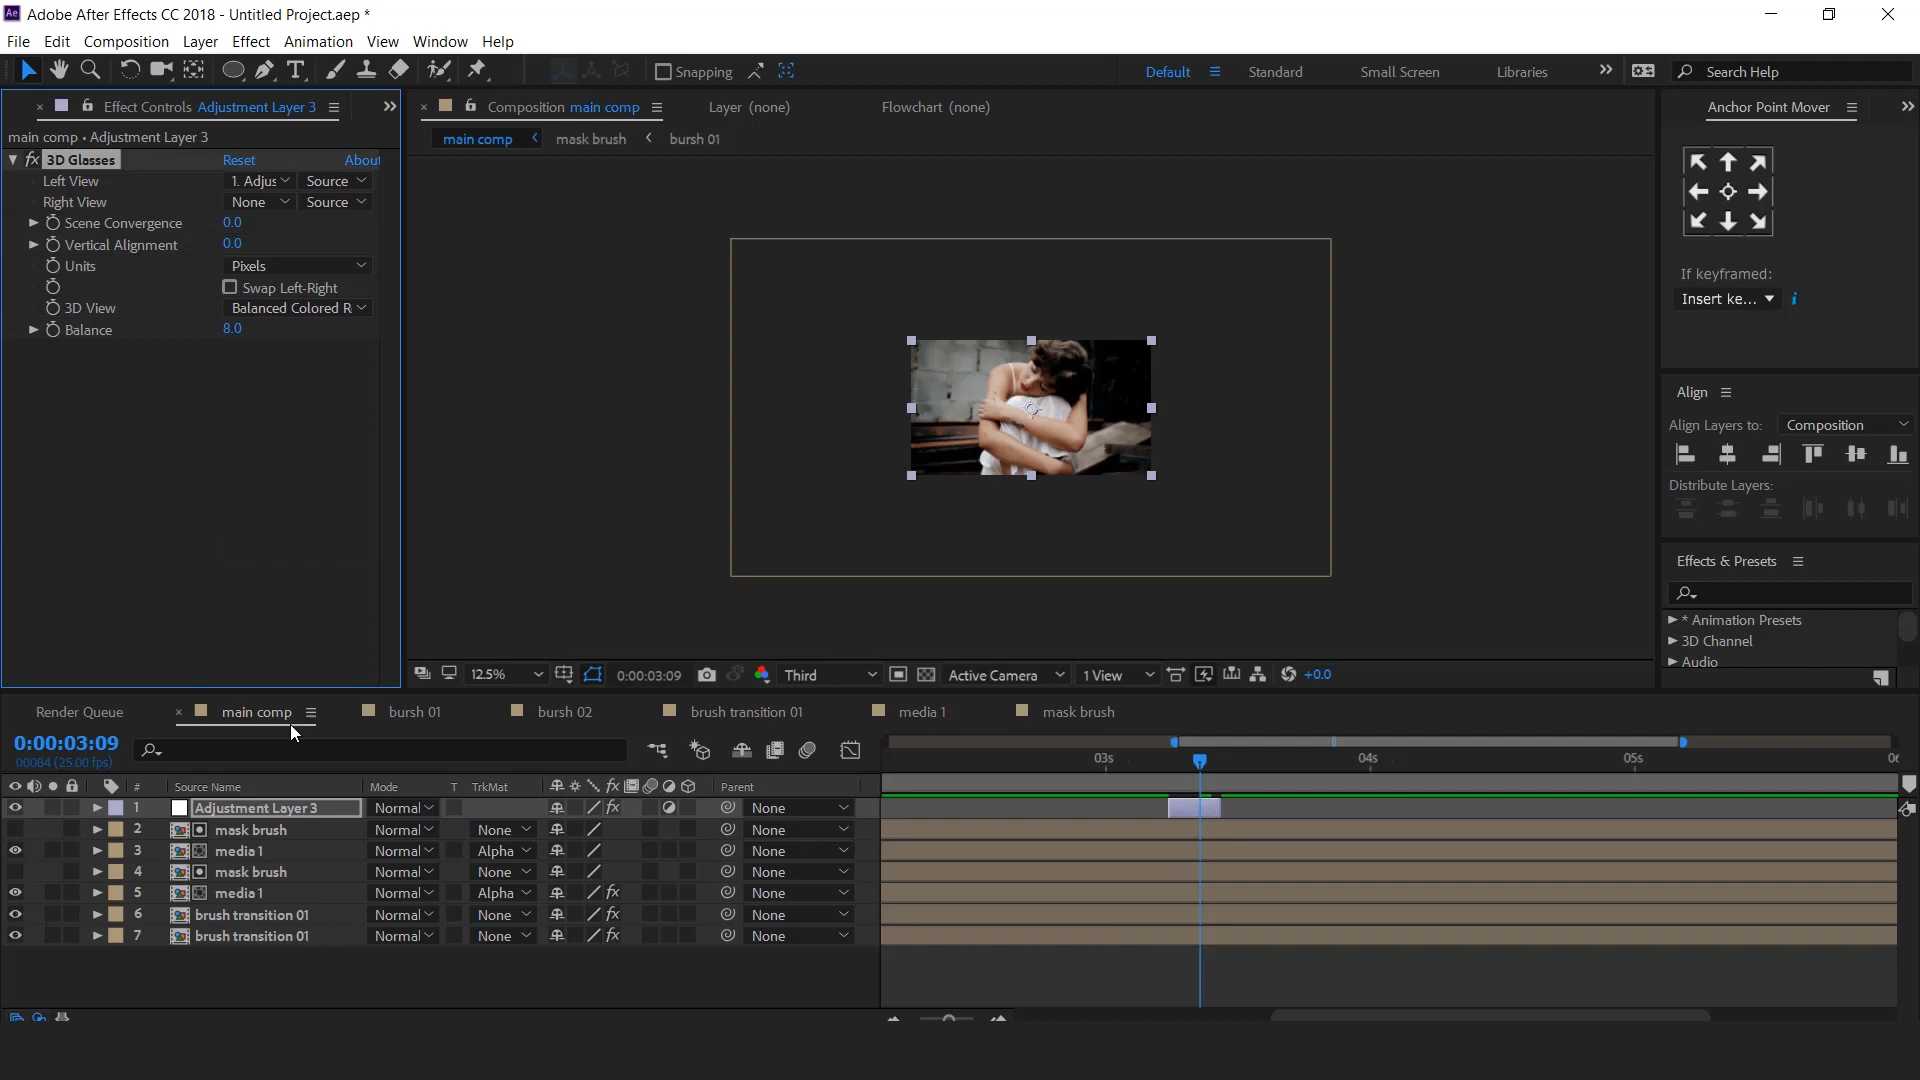 Adobe After Effects CC 2018 - Untitled Project.aep *
File Edit Composition Layer Effect Animation View Window Help
Snapping
Default Standard Small Screen Libraries Search Help
Effect Controls Adjustment Layer 3
Composition main comp Layer (none) Flowchart (none)
Anchor Point Mover
main comp • Adjustment Layer 3
main comp mask brush bursh 01
fx 3D Glasses Reset About
Left View 1. Adjus Source
Right View None Source
Scene Convergence 0.0
Vertical Alignment 0.0
Units Pixels
Swap Left-Right
3D View Balanced Colored R
Balance 8.0
If keyframed:
Insert ke...
Align
Align Layers to: Composition
Distribute Layers:
Effects & Presets
* Animation Presets
3D Channel
Audio
12.5% 0:00:03:09 Third Active Camera 1 View +0.0
Render Queue main comp bursh 01 bursh 02 brush transition 01 media 1 mask brush
0:00:03:09
00084 (25.00 fps)
03s 04s 05s 06
# Source Name Mode T TrkMat fx Parent
1 Adjustment Layer 3 Normal fx None
2 mask brush Normal None None
3 media 1 Normal Alpha None
4 mask brush Normal None None
5 media 1 Normal Alpha fx None
6 brush transition 01 Normal None fx None
7 brush transition 01 Normal None fx None